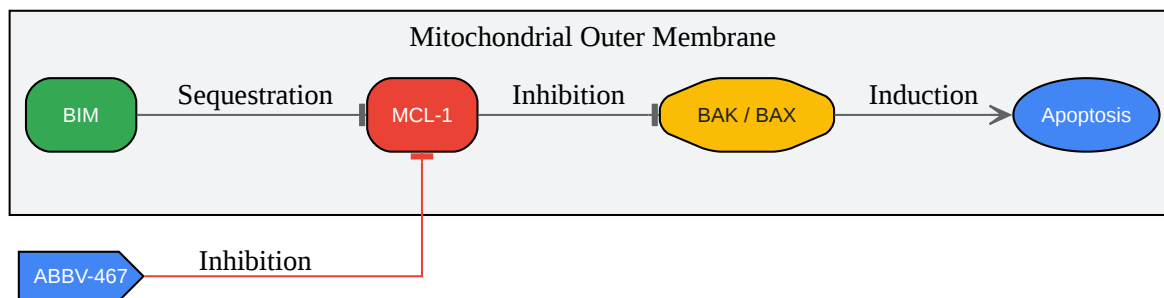 Mitochondrial Outer Membrane
BIM
Sequestration
MCL-1
Inhibition
BAK / BAX
Induction
Apoptosis
ABBV-467
Inhibition